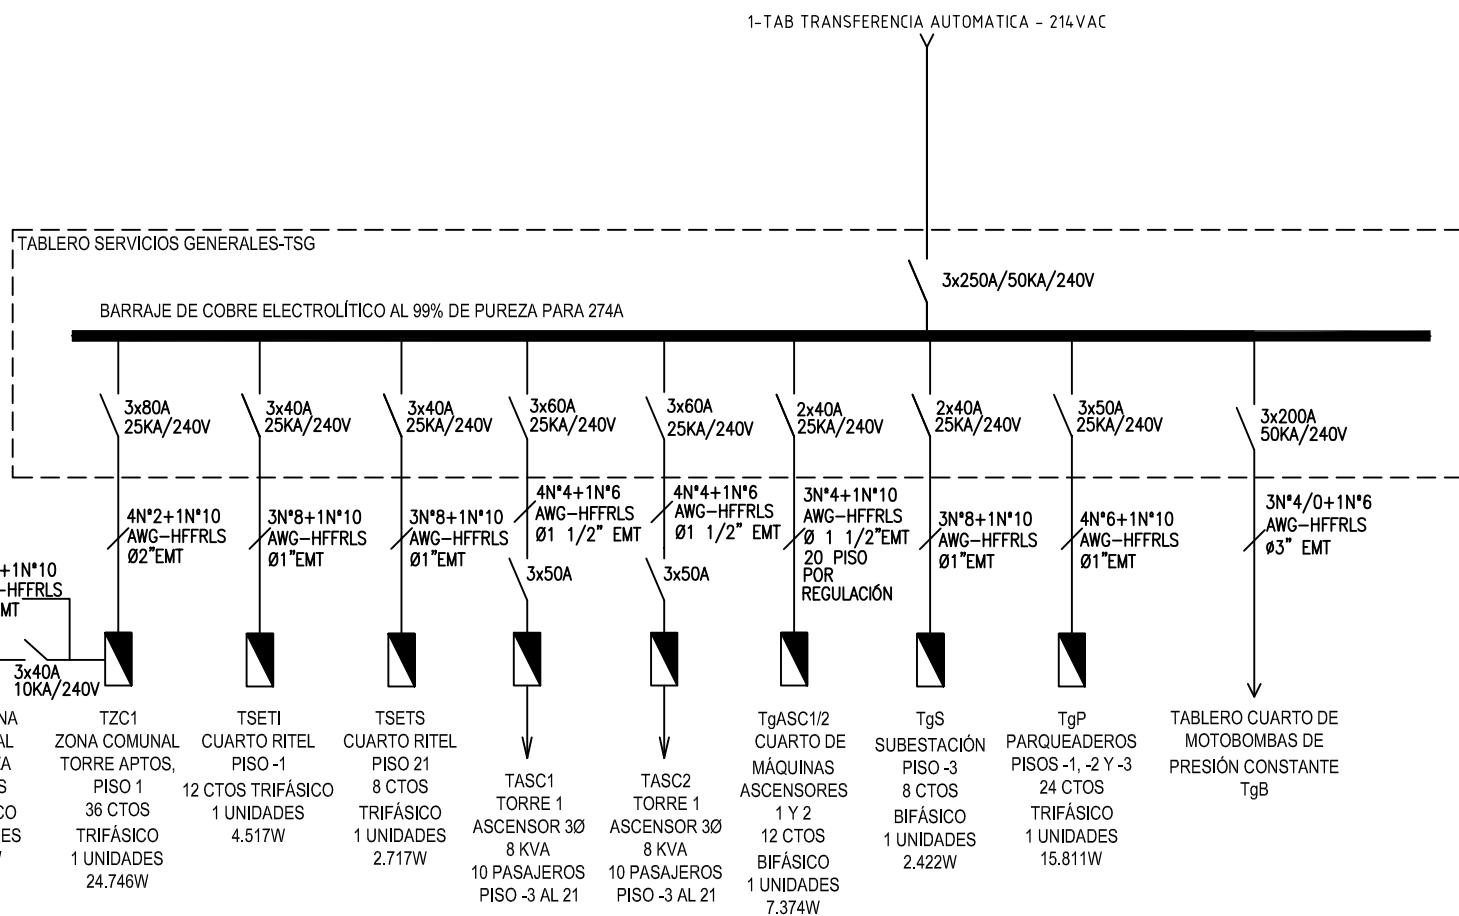 1-TAB TRANSFERENCIA AUTOMATICA - 214VAC
TABLERO SERVICIOS GENERALES-TSG
3x250A/50KA/240V
BARRAJE DE COBRE ELECTROLÍTICO AL 99% DE PUREZA PARA 274A
3x80A
25KA/240V
3x40A
25KA/240V
3x40A
25KA/240V
3x60A
25KA/240V
3x60A
25KA/240V
2x40A
25KA/240V
2x40A
25KA/240V
3x50A
25KA/240V
3x200A
50KA/240V
4N°2+1N°10
AWG-HFFRLS
Ø2"EMT
3N°8+1N°10
AWG-HFFRLS
Ø1"EMT
3N°8+1N°10
AWG-HFFRLS
Ø1"EMT
4N°4+1N°6
AWG-HFFRLS
Ø1 1/2" EMT
3x50A
4N°4+1N°6
AWG-HFFRLS
Ø1 1/2" EMT
3x50A
3N°4+1N°10
AWG-HFFRLS
Ø 1 1/2"EMT
20 PISO
POR
REGULACIÓN
3N°8+1N°10
AWG-HFFRLS
Ø1"EMT
4N°6+1N°10
AWG-HFFRLS
Ø1"EMT
3N°4/0+1N°6
AWG-HFFRLS
ø3" EMT
+1N°10
-HFFRLS
MT
3x40A
10KA/240V
NA
AL
TZC1
ZONA COMUNAL
TORRE APTOS,
PISO 1
36 CTOS
TRIFÁSICO
1 UNIDADES
24.746W
TSETI
CUARTO RITEL
PISO -1
12 CTOS TRIFÁSICO
1 UNIDADES
4.517W
TSETS
CUARTO RITEL
PISO 21
8 CTOS
TRIFÁSICO
1 UNIDADES
2.717W
TASC1
TORRE 1
ASCENSOR 3Ø
8 KVA
10 PASAJEROS
PISO -3 AL 21
TASC2
TORRE 1
ASCENSOR 3Ø
8 KVA
10 PASAJEROS
PISO -3 AL 21
TgASC1/2
CUARTO DE
MÁQUINAS
ASCENSORES
1 Y 2
12 CTOS
BIFÁSICO
1 UNIDADES
7.374W
TgS
SUBESTACIÓN
PISO -3
8 CTOS
BIFÁSICO
1 UNIDADES
2.422W
TgP
PARQUEADEROS
PISOS -1, -2 Y -3
24 CTOS
TRIFÁSICO
1 UNIDADES
15.811W
TABLERO CUARTO DE
MOTOBOMBAS DE
PRESIÓN CONSTANTE
TgB